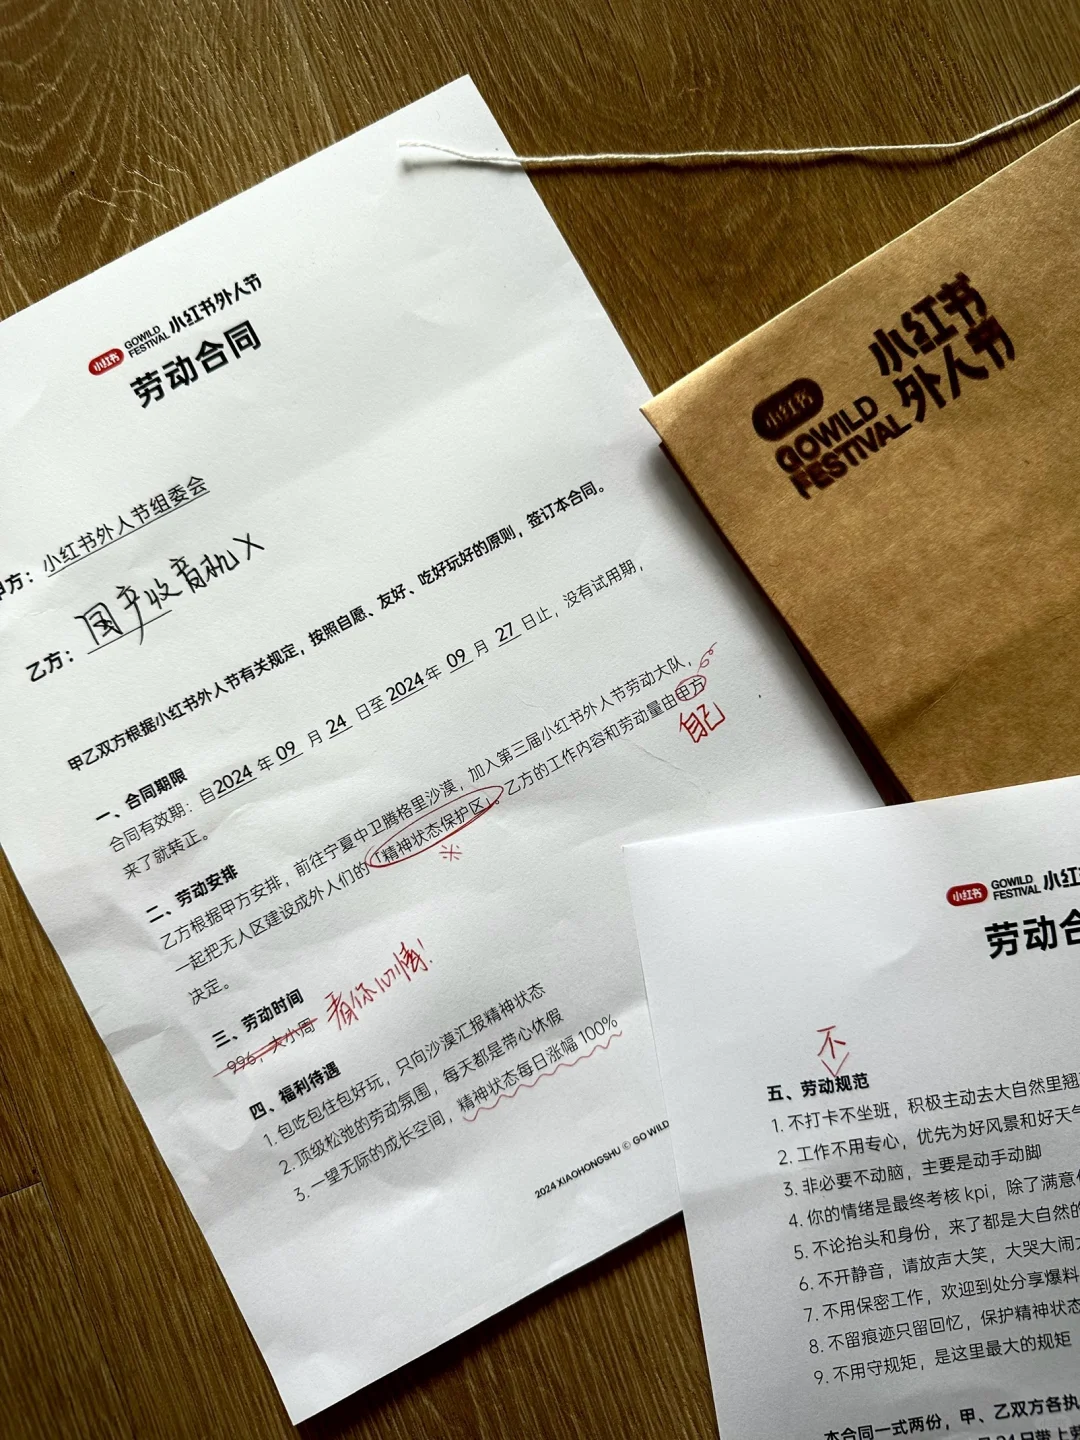 小红书 GOWILD FESTIVAL 小红书外人节
劳动合同
甲方：小红书外人节组委会
乙方：国产收音机X
甲乙双方根据小红书外人节有关规定，按照自愿、友好、吃好玩好的原则，签订本合同。
一、合同期限
合同有效期：自2024年09月24日至2024年09月27日止，没有试用期，
来了就转正。
二、劳动安排
乙方根据甲方安排，前往宁夏中卫腾格里沙漠，加入第三届小红书外人节劳动大队，
一起把无人区建设成外人们的「精神状态保护区」。乙方的工作内容和劳动量由甲方
自己
决定。
三、劳动时间
996，大小周 看你心情！
四、福利待遇
1. 包吃包住包好玩，只向沙漠汇报精神状态
2. 顶级松弛的劳动氛围，每天都是带心休假
3. 一望无际的成长空间，精神状态每日涨幅 100%
2024 XIAOHONGSHU © GO WILD
小红书
GOWILD
FESTIVAL
小红书
外人节
小红书 GOWILD FESTIVAL 小红
劳动合
不
五、劳动规范
1. 不打卡不坐班，积极主动去大自然里翘
2. 工作不用专心，优先为好风景和好天气
3. 非必要不动脑，主要是动手动脚
4. 你的情绪是最终考核 kpi，除了满意
5. 不论抬头和身份，来了都是大自然的
6. 不开静音，请放声大笑，大哭大闹
7. 不用保密工作，欢迎到处分享爆料
8. 不留痕迹只留回忆，保护精神状态
9. 不用守规矩，是这里最大的规矩
本合同一式两份，甲、乙双方各执
24日带上劳